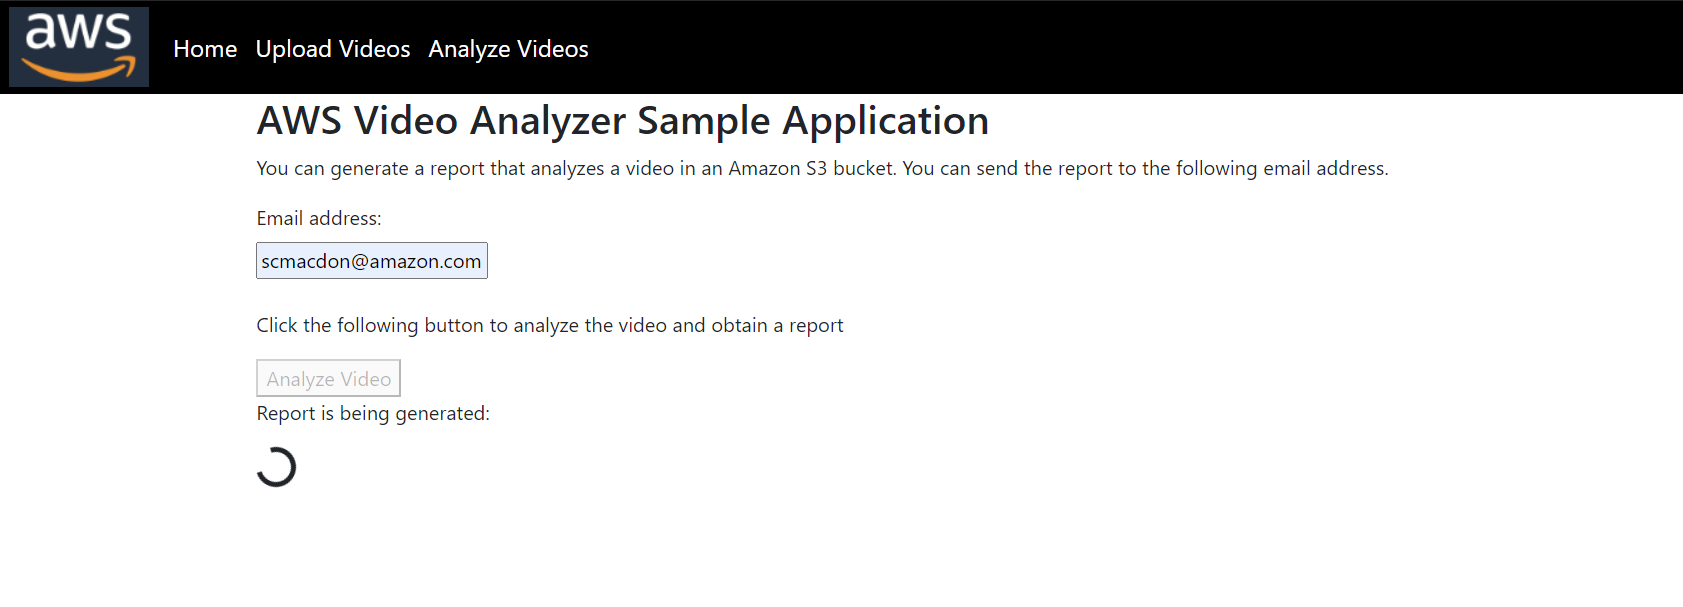 aws
Home Upload Videos Analyze Videos
AWS Video Analyzer Sample Application
You can generate a report that analyzes a video in an Amazon S3 bucket. You can send the report to the following email address.
Email address:
scmacdon@amazon.com
Click the following button to analyze the video and obtain a report
Analyze Video
Report is being generated: